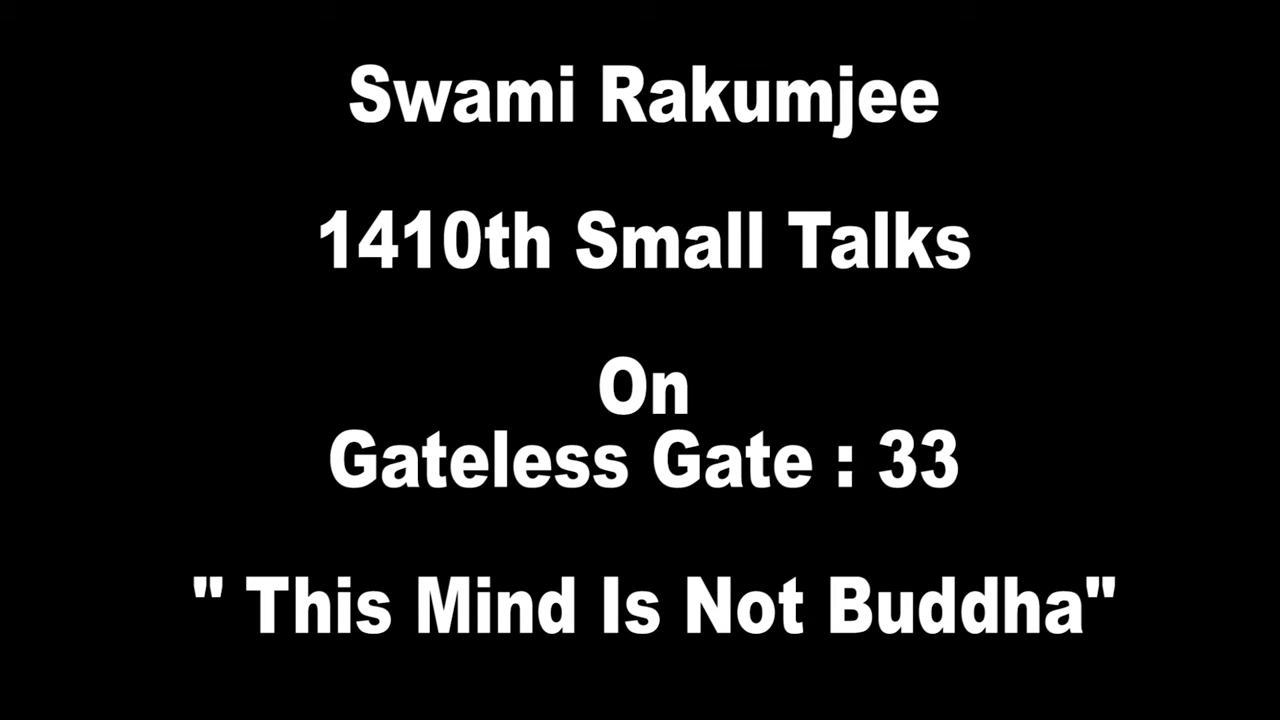 Swami Rakumjee
1410th Small Talks
On
Gateless Gate : 33
" This Mind Is Not Buddha"